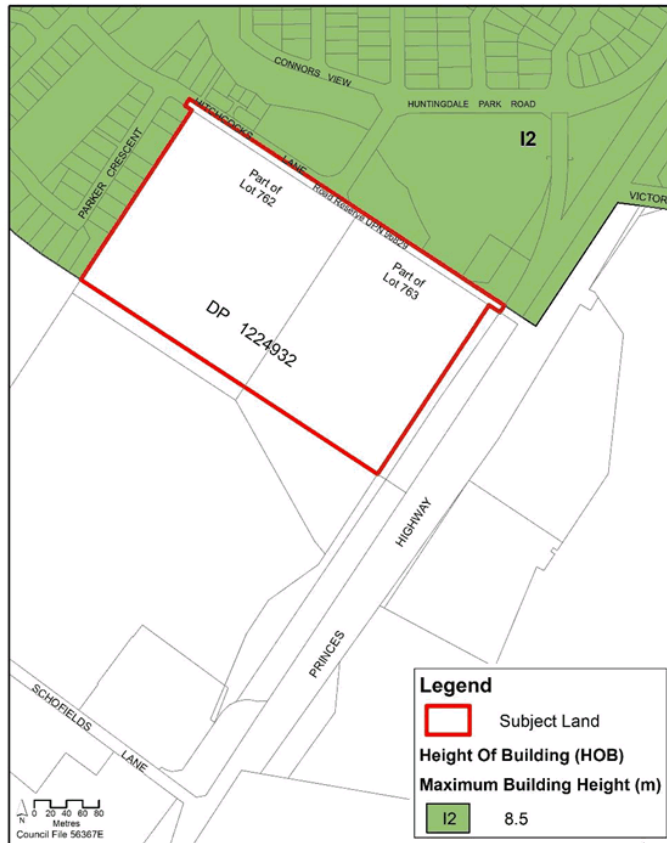 CONNORS VIEW
HUNTINGDALE PARK ROAD
HITCHCOCKS
LANE
I2
PARKER CRESCENT
VICTOR
Part of
Lot 762
Road Reserve UPN 96829
Part of
Lot 763
DP 1224932
HIGHWAY
PRINCES
SCHOFIELDS
LANE
Legend
Subject Land
Height Of Building (HOB)
Maximum Building Height (m)
I2 8.5
N
0 20 40 60 80
Metres
Council File 56367E